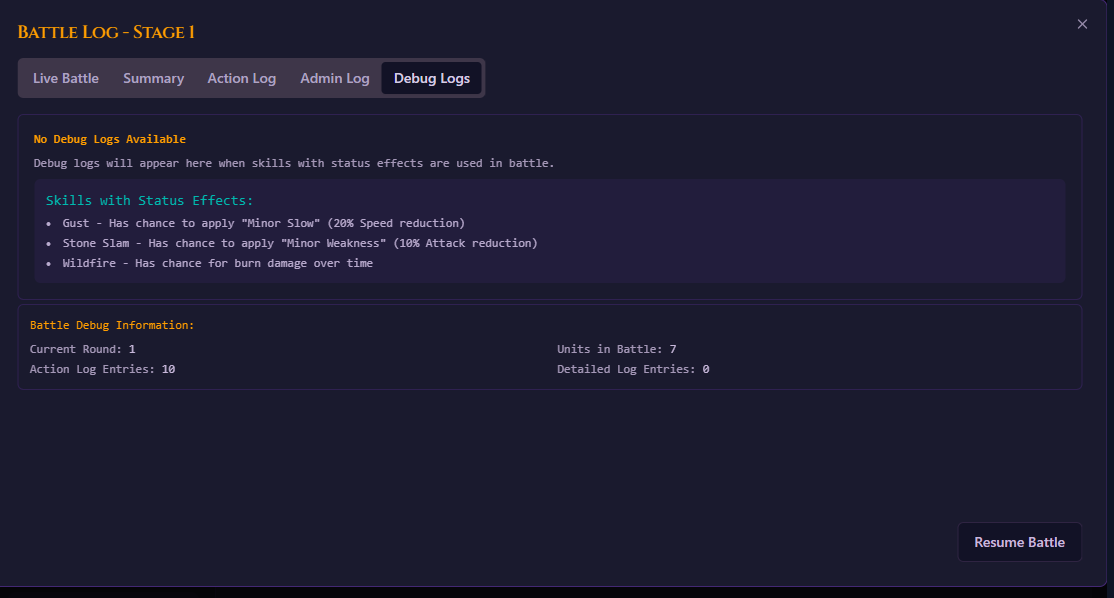 Battle Log - Stage 1
Live Battle Summary Action Log Admin Log Debug Logs
No Debug Logs Available
Debug logs will appear here when skills with status effects are used in battle.
Skills with Status Effects:
• Gust - Has chance to apply "Minor Slow" (20% Speed reduction)
• Stone Slam - Has chance to apply "Minor Weakness" (10% Attack reduction)
• Wildfire - Has chance for burn damage over time
Battle Debug Information:
Current Round: 1 Units in Battle: 7
Action Log Entries: 10 Detailed Log Entries: 0
Resume Battle